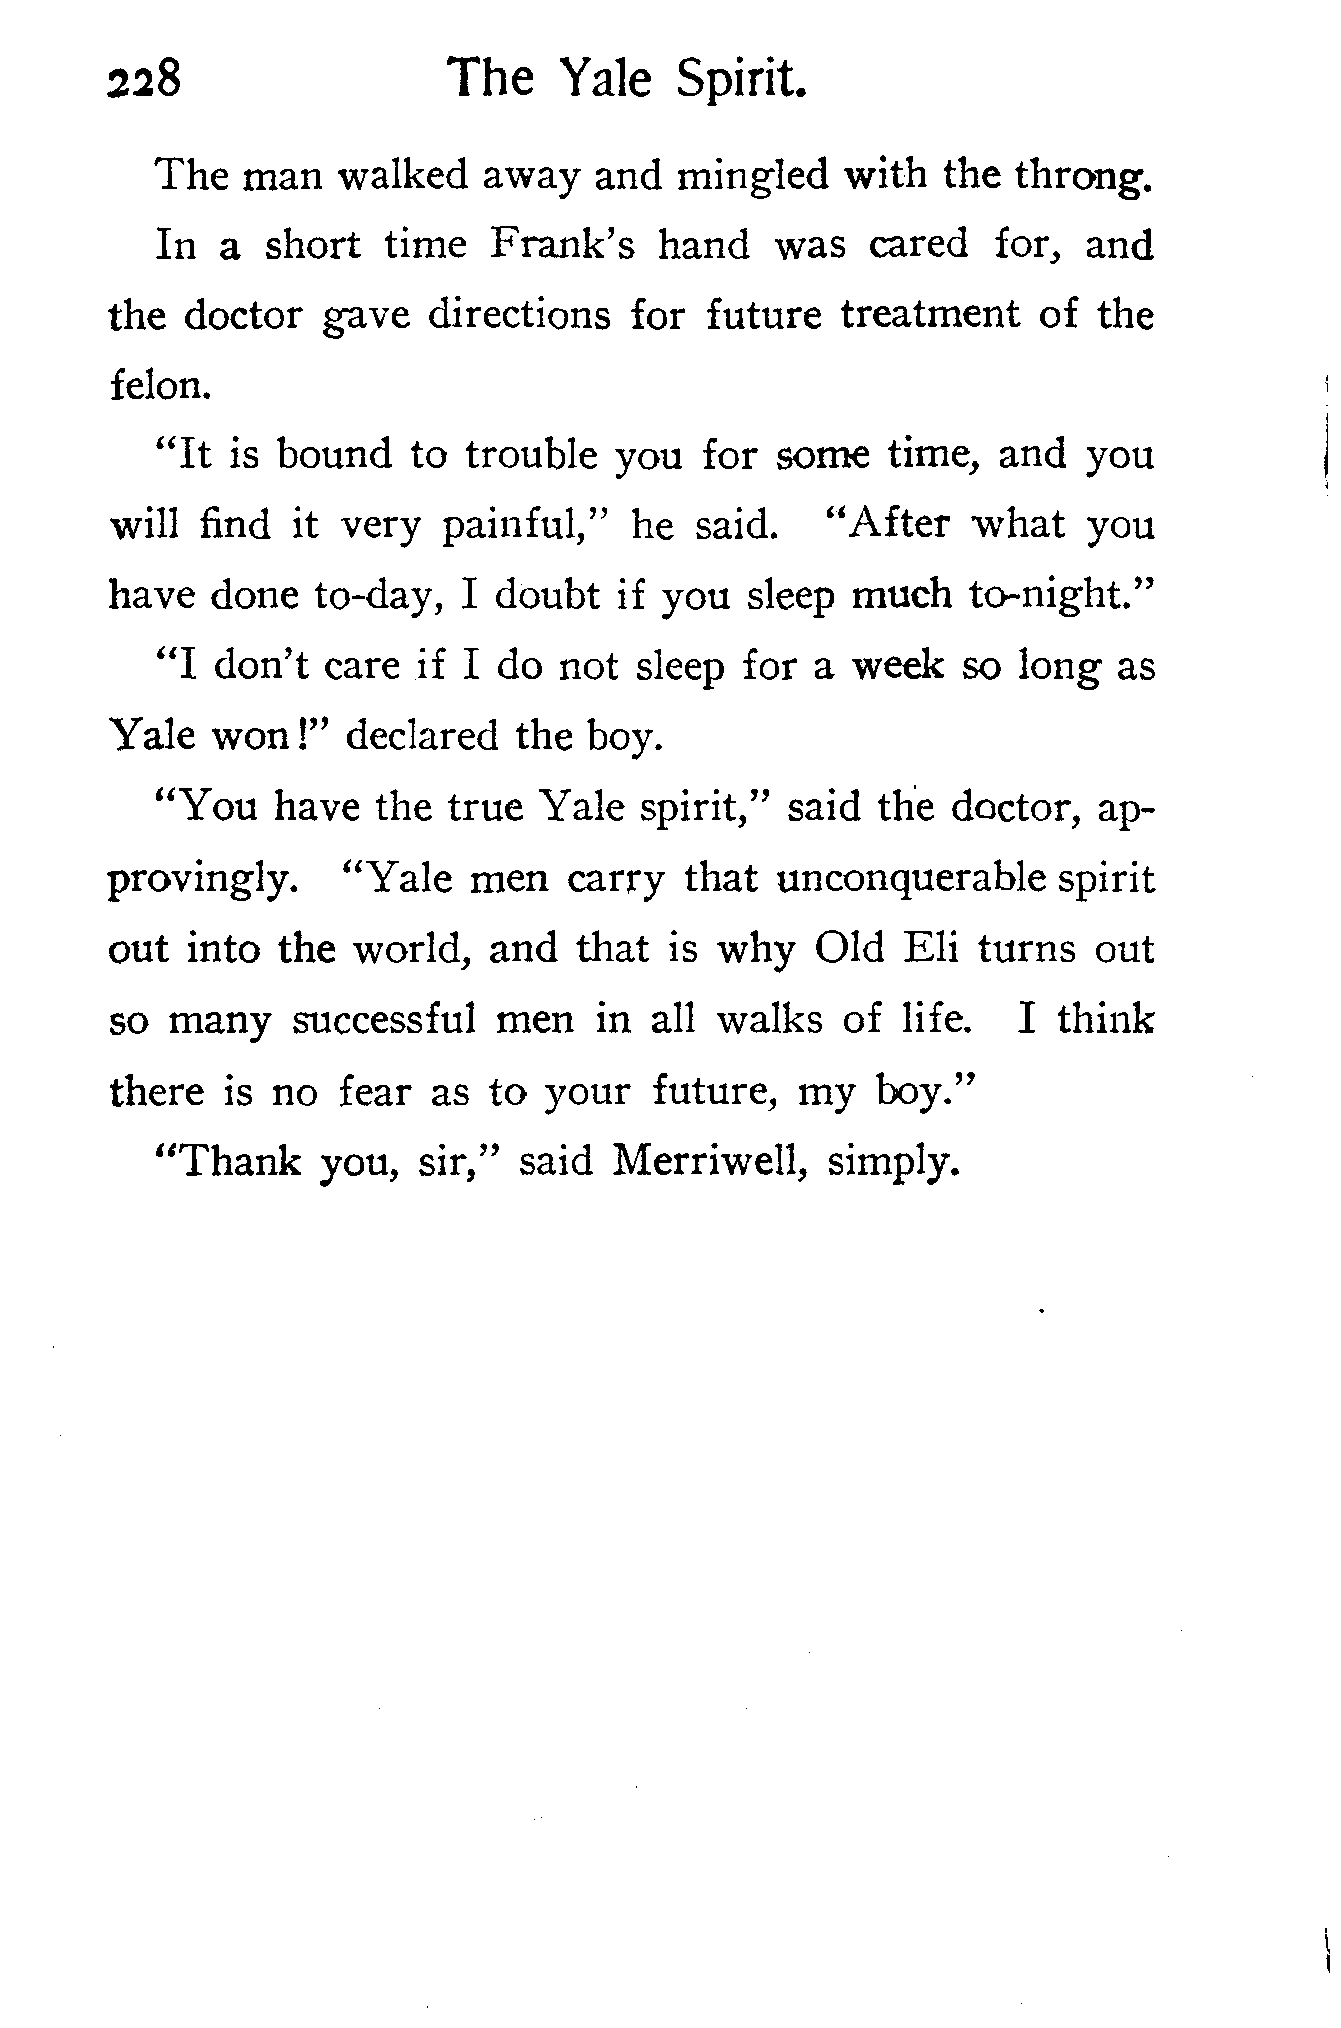 228 The Yale Spirit.
The man walked away and mingled with the throng.
In a short time Frank's hand was cared for, and
the doctor gave directions for future treatment of the
felon.
"It is bound to trouble you for some time, and you
will find it very painful," he said. "After what you
have done to-day, I doubt if you sleep much to-night."
"I don't care if I do not sleep for a week so long as
Yale won!" declared the boy.
"You have the true Yale spirit," said the doctor, ap-
provingly. "Yale men carry that unconquerable spirit
out into the world, and that is why Old Eli turns out
so many successful men in all walks of life. I think
there is no fear as to your future, my boy."
"Thank you, sir," said Merriwell, simply.